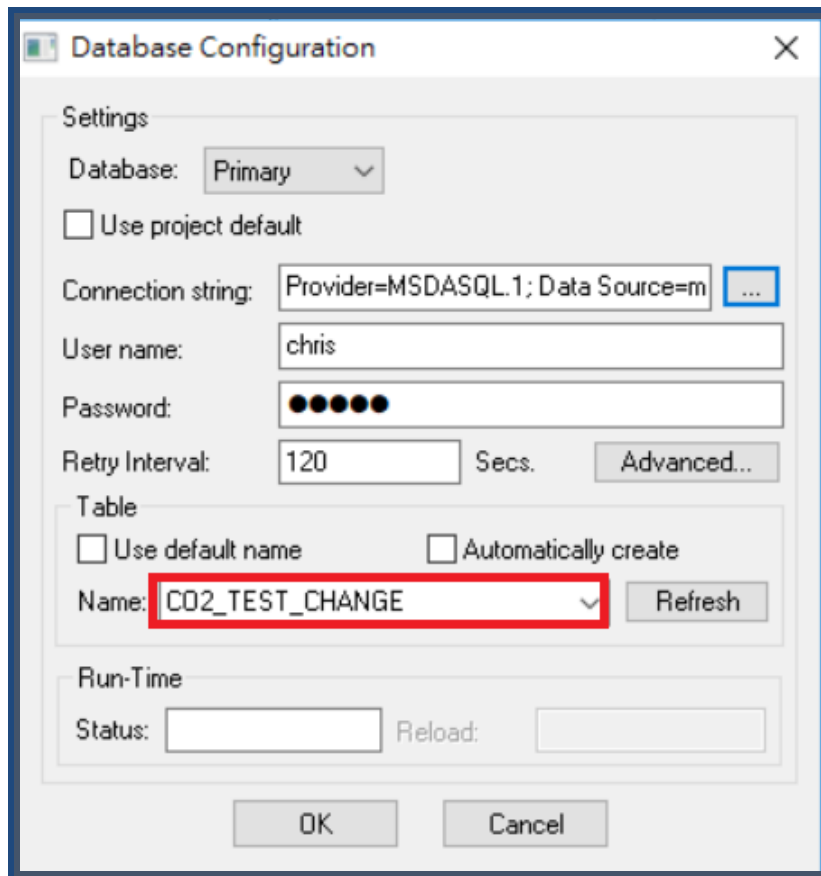 Database Configuration
Settings
Database: Primary
Use project default
Connection string: Provider=MSDASQL.1; Data Source=m ...
User name: chris
Password: ●●●●●
Retry Interval: 120 Secs. Advanced...
Table
Use default name Automatically create
Name: CO2_TEST_CHANGE Refresh
Run-Time
Status: Reload:
OK Cancel